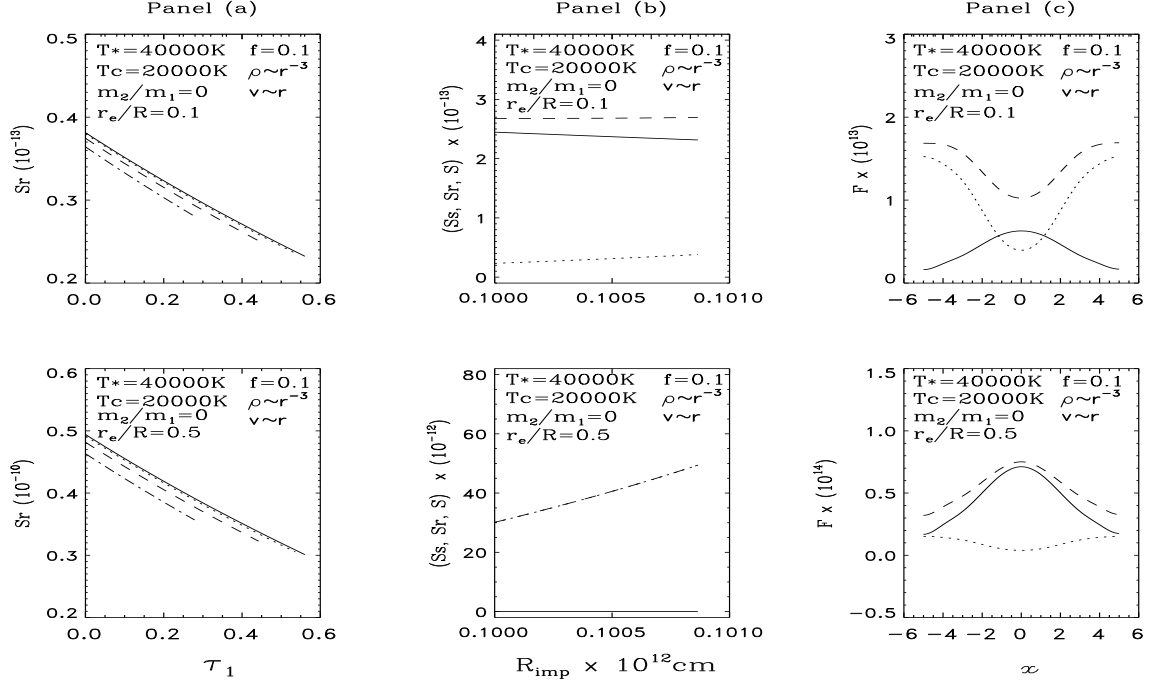 Panel (a) Panel (b) Panel (c)
0.5
0.4
0.3
0.2
Sr (10⁻¹³)
T*=40000K f=0.1
Tc=20000K ρ~r⁻³
m₂/m₁=0 v~r
rₑ/R=0.1
0.0 0.2 0.4 0.6
4
3
2
1
0
(Ss, Sr, S) x (10⁻¹³)
T*=40000K f=0.1
Tc=20000K ρ~r⁻³
m₂/m₁=0 v~r
rₑ/R=0.1
0.1000 0.1005 0.1010
3
2
1
0
F x (10¹³)
T*=40000K f=0.1
Tc=20000K ρ~r⁻³
m₂/m₁=0 v~r
rₑ/R=0.1
−6 −4 −2 0 2 4 6
0.6
0.5
0.4
0.3
0.2
Sr (10⁻¹⁰)
T*=40000K f=0.1
Tc=20000K ρ~r⁻³
m₂/m₁=0 v~r
rₑ/R=0.5
0.0 0.2 0.4 0.6
τ₁
80
60
40
20
0
(Ss, Sr, S) x (10⁻¹²)
T*=40000K f=0.1
Tc=20000K ρ~r⁻³
m₂/m₁=0 v~r
rₑ/R=0.5
0.1000 0.1005 0.1010
R_imp × 10¹²cm
1.5
1.0
0.5
0.0
−0.5
F x (10¹⁴)
T*=40000K f=0.1
Tc=20000K ρ~r⁻³
m₂/m₁=0 v~r
rₑ/R=0.5
−6 −4 −2 0 2 4 6
x